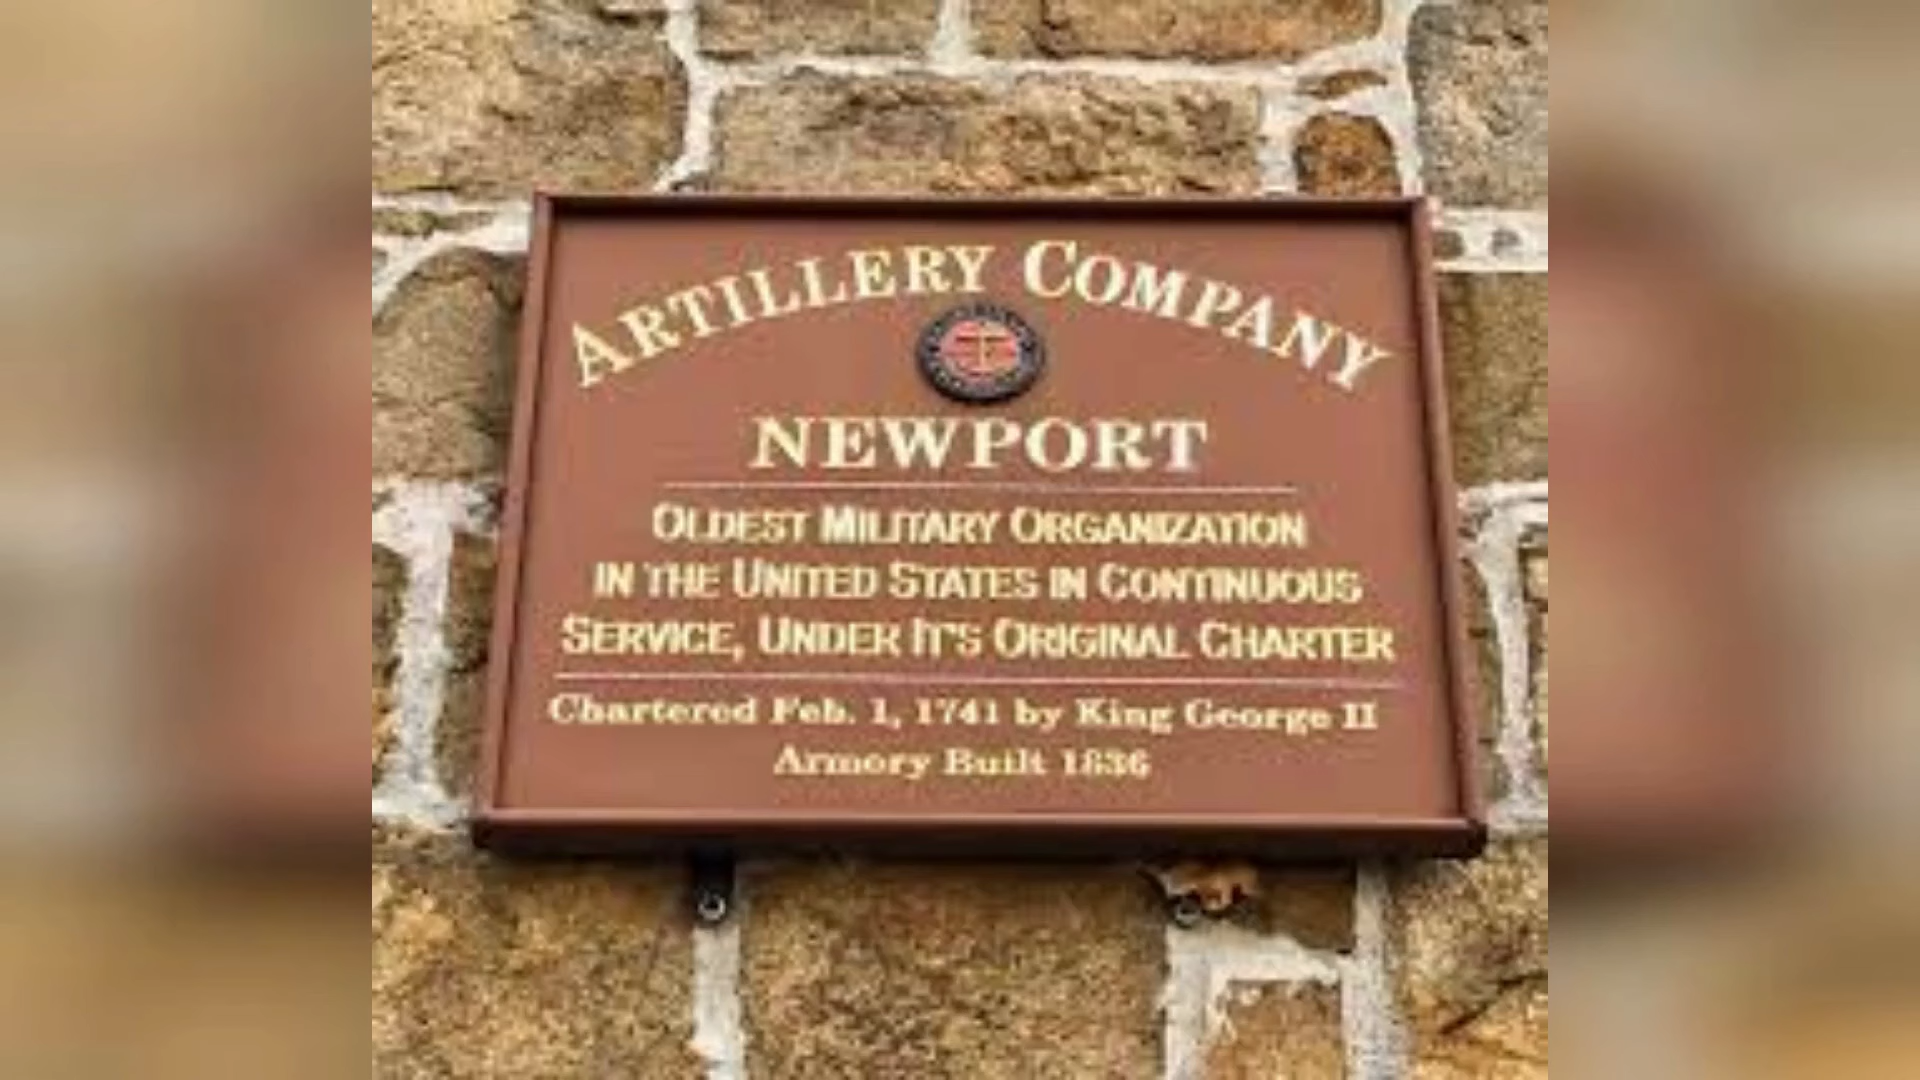 ARTILLERY COMPANY
NEWPORT
OLDEST MILITARY ORGANIZATION
IN THE UNITED STATES IN CONTINUOUS
SERVICE, UNDER IT'S ORIGINAL CHARTER
Chartered Feb. 1, 1741 by King George II
Armory Built 1836